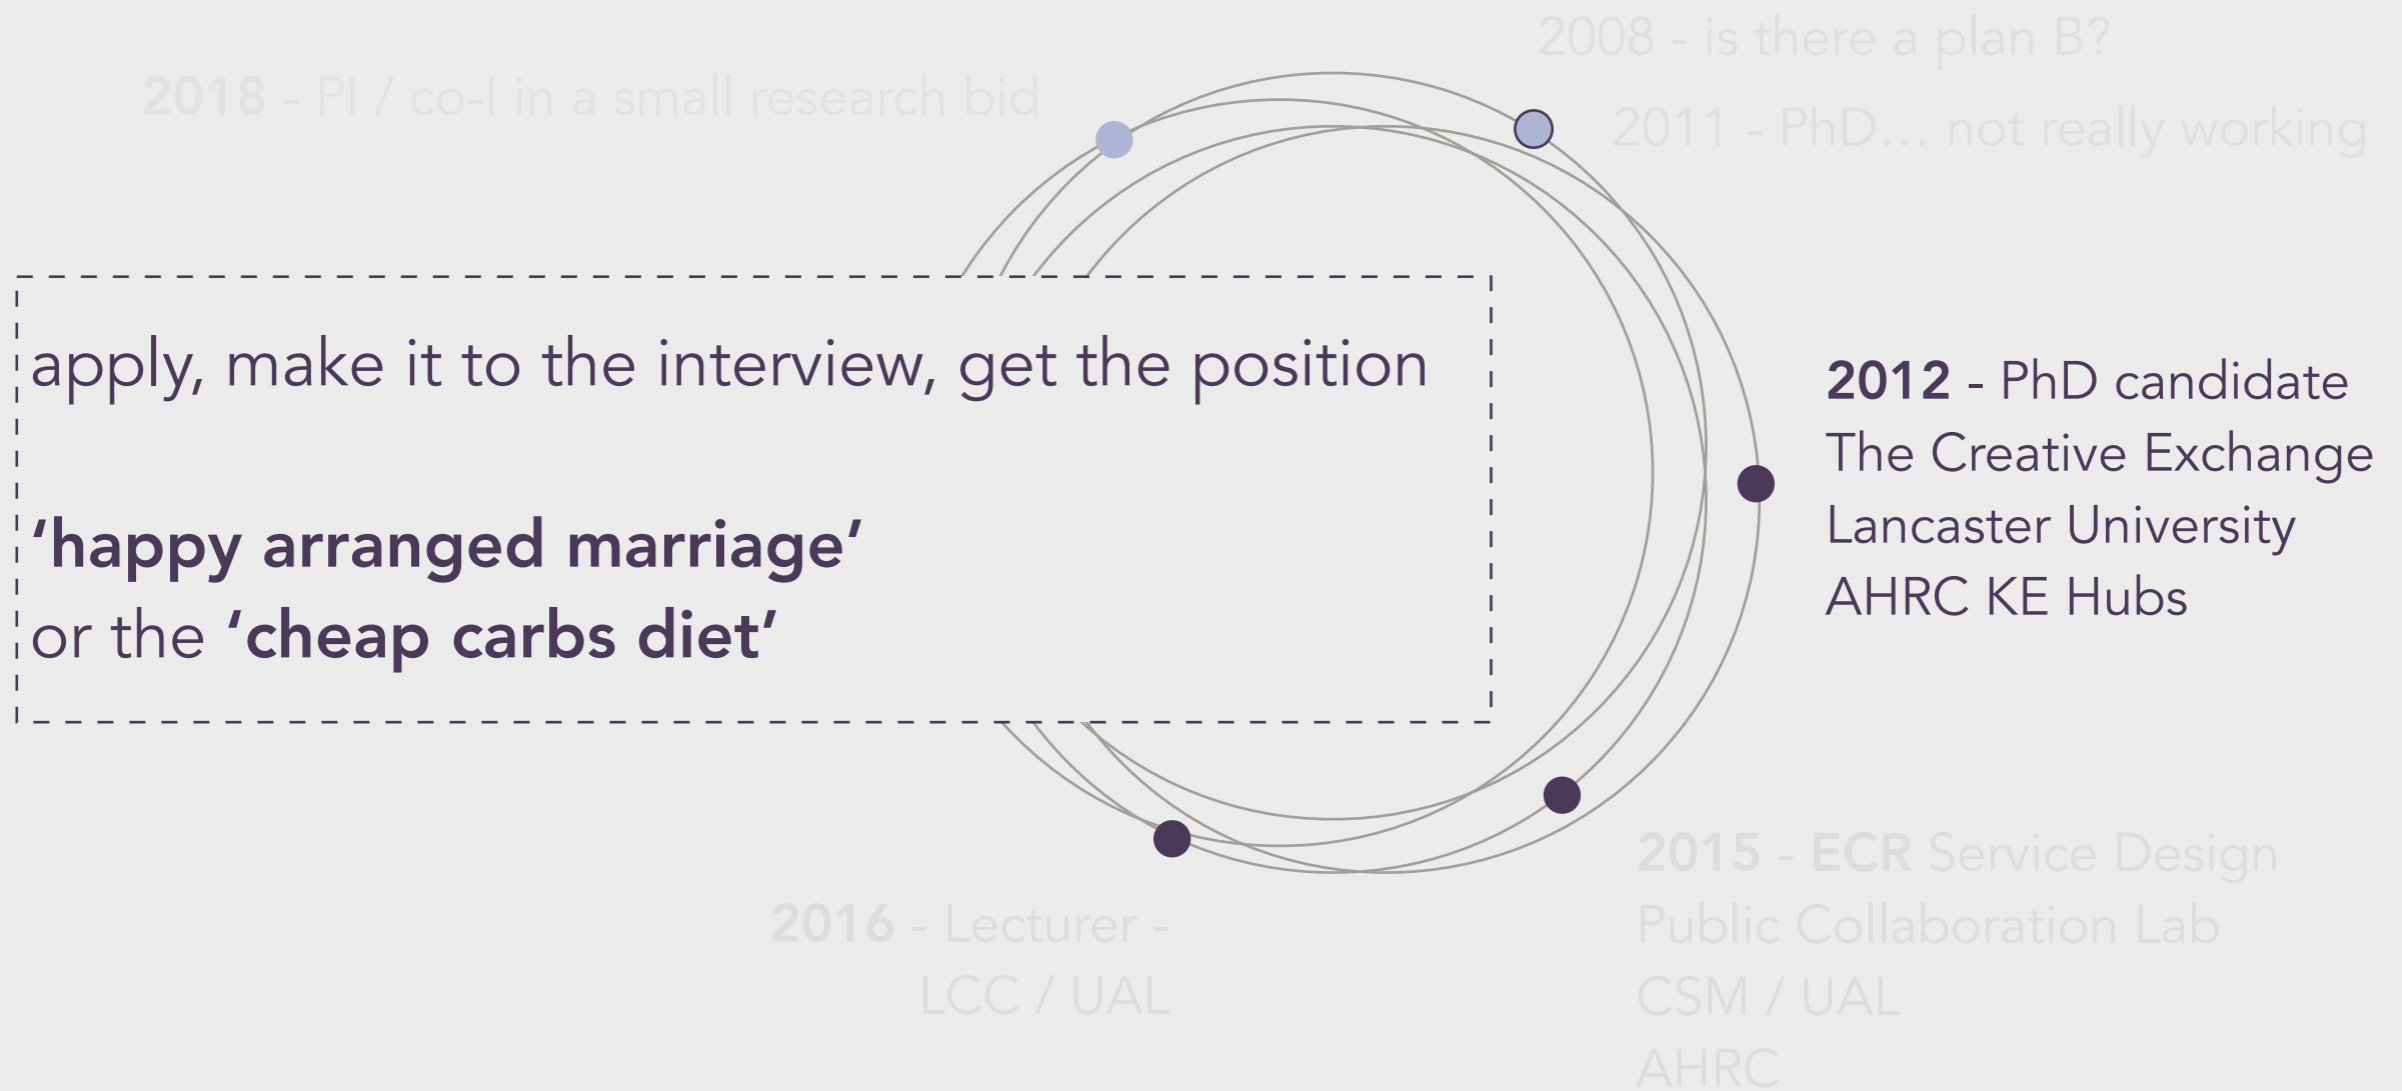 2008 - is there a plan B?
2018 - PI / co-I in a small research bid
2011 - PhD... not really working
apply, make it to the interview, get the position
‘happy arranged marriage’
or the ‘cheap carbs diet’
2012 - PhD candidate
The Creative Exchange
Lancaster University
AHRC KE Hubs
2015 - ECR Service Design
Public Collaboration Lab
CSM / UAL
AHRC
2016 - Lecturer -
LCC / UAL